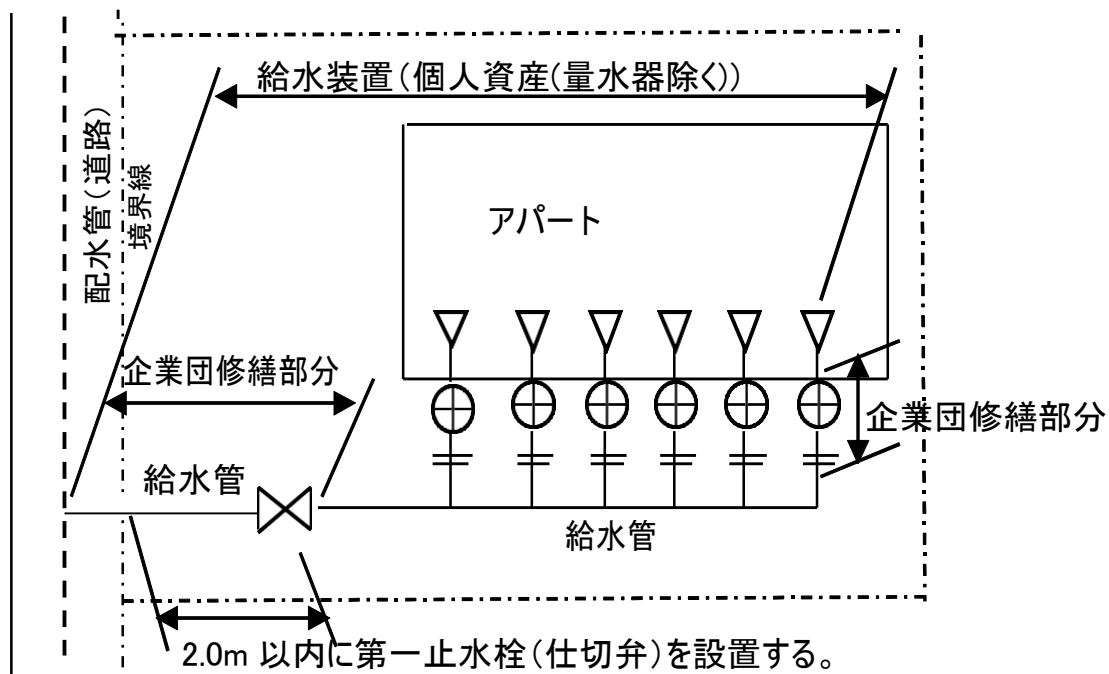 給水装置(個人資産(量水器除く))
配水管(道路)
境界線
アパート
企業団修繕部分
企業団修繕部分
給水管
給水管
2.0m 以内に第一止水栓(仕切弁)を設置する。